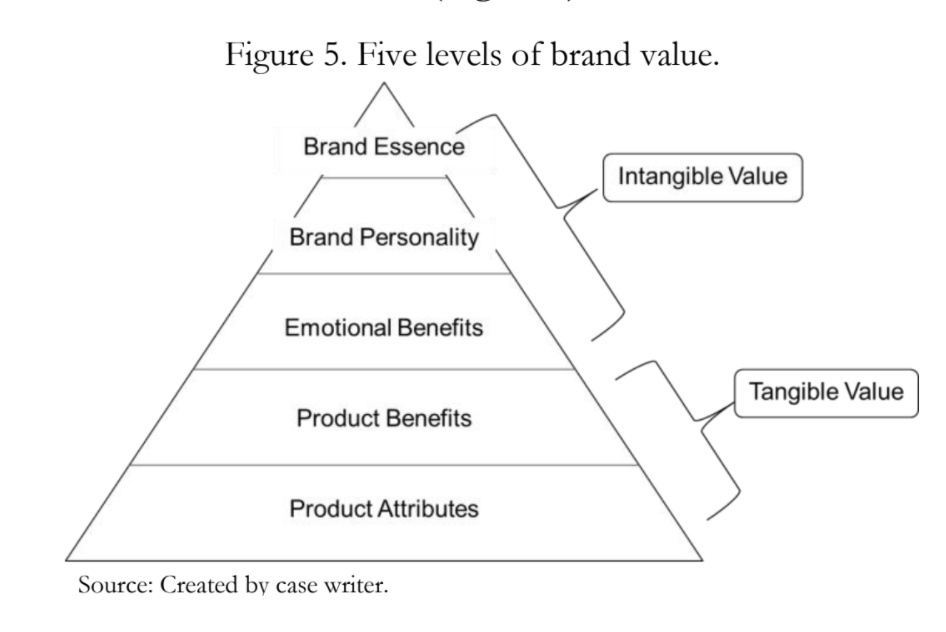 Figure 5. Five levels of brand value.
Brand Essence
Intangible Value
Brand Personality
Emotional Benefits
Tangible Value
Product Benefits
Product Attributes
Source: Created by case writer.